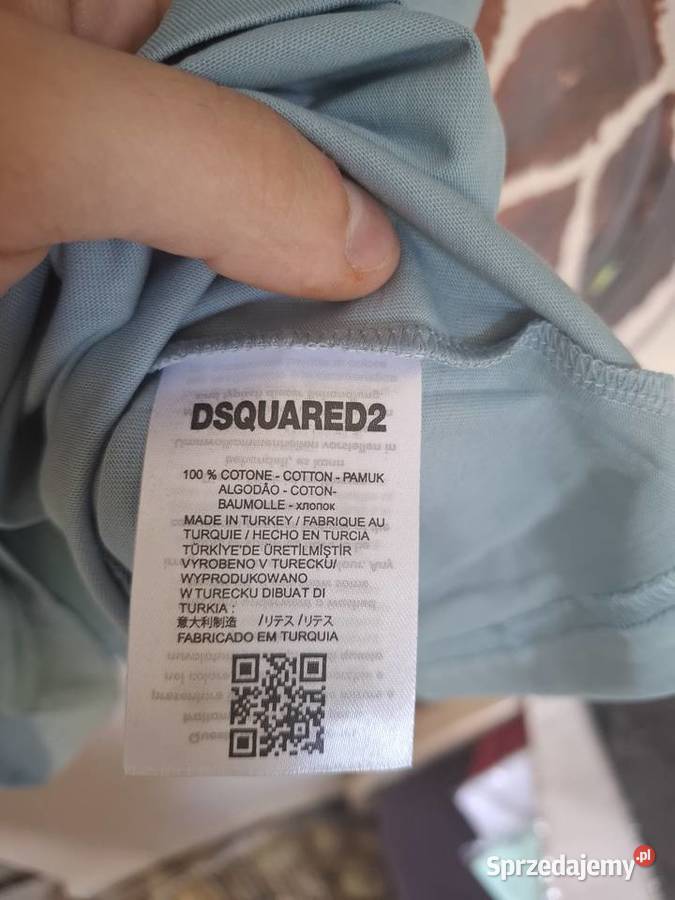 DSQUARED2
100 % COTONE - COTTON - PAMUK
ALGODÃO - COTON-
BAUMOLLE - хлопок
MADE IN TURKEY / FABRIQUE AU
TURQUIE / HECHO EN TURCIA
TÜRKİYE'DE ÜRETİLMİŞTİR
VYROBENO V TURECKU/
WYPRODUKOWANO
W TURECKU DIBUAT DI
TURKIA :
意大利制造 /リテス /リテス
FABRICADO EM TURQUIA
Sprzedajemy.pl